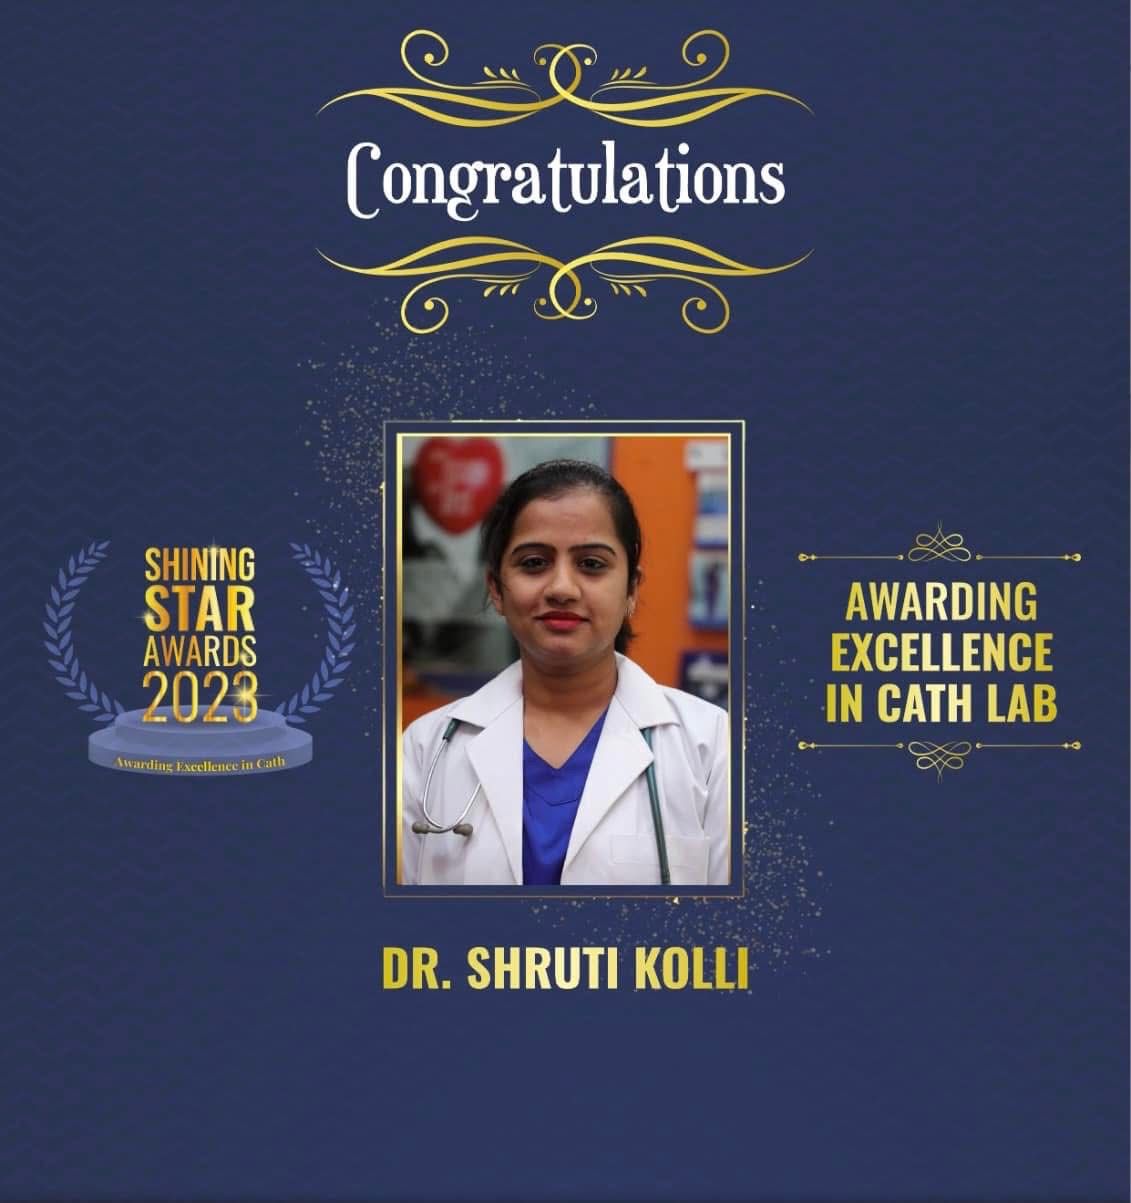 Congratulations
SHINING
STAR
AWARDS
2023
Awarding Excellence in Cath
AWARDING
EXCELLENCE
IN CATH LAB
DR. SHRUTI KOLLI